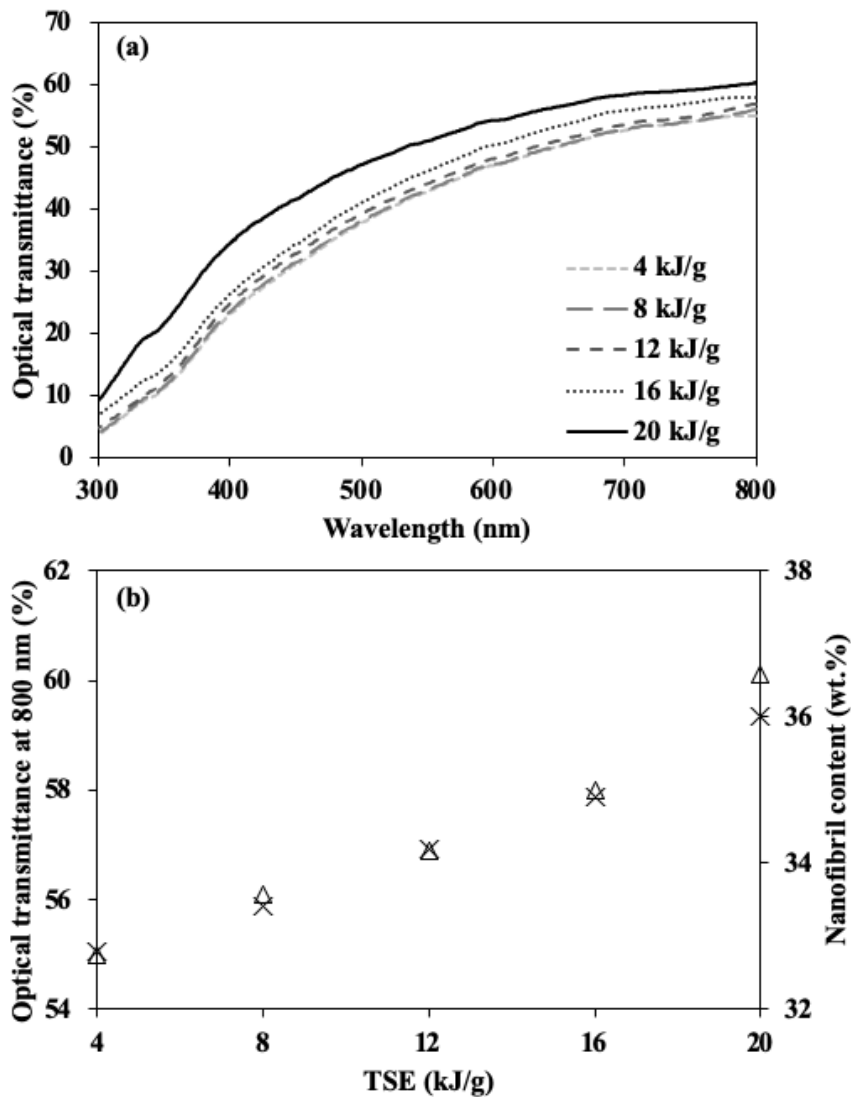 (a)
Optical transmittance (%)
70
60
50
40
30
20
10
0
4 kJ/g
8 kJ/g
12 kJ/g
16 kJ/g
20 kJ/g
300
400
500
600
700
800
Wavelength (nm)
(b)
Optical transmittance at 800 nm (%)
62
60
58
56
54
38
36
34
32
Nanofibril content (wt.%)
4
8
12
16
20
TSE (kJ/g)